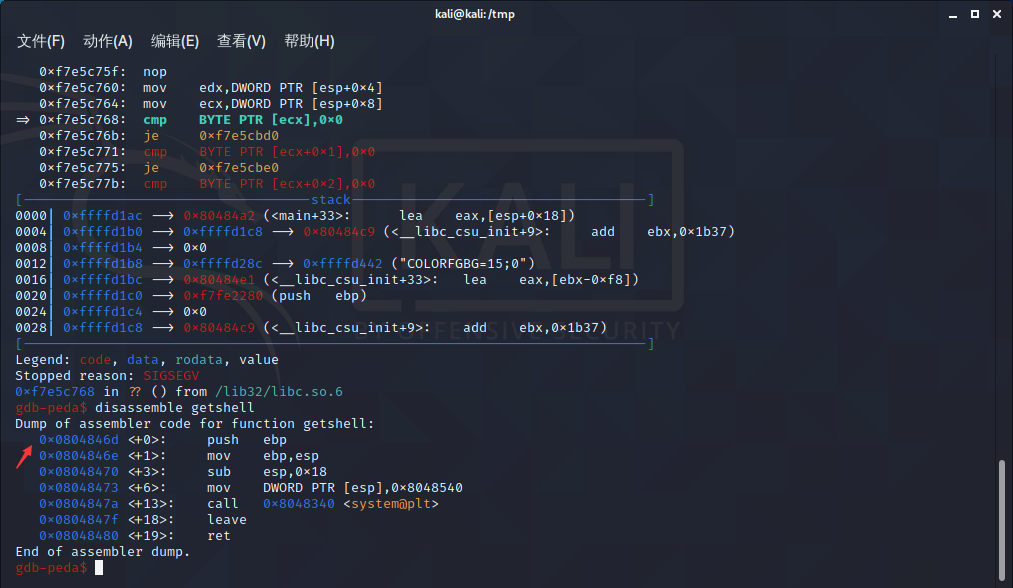 kali@kali: /tmp
文件(F) 动作(A) 编辑(E) 查看(V) 帮助(H)
0×f7e5c75f: nop
0×f7e5c760: mov edx,DWORD PTR [esp+0×4]
0×f7e5c764: mov ecx,DWORD PTR [esp+0×8]
⇒ 0×f7e5c768: cmp BYTE PTR [ecx],0×0
0×f7e5c76b: je 0×f7e5cbd0
0×f7e5c771: cmp BYTE PTR [ecx+0×1],0×0
0×f7e5c775: je 0×f7e5cbe0
0×f7e5c77b: cmp BYTE PTR [ecx+0×2],0×0
[------------------------------------stack-------------------------------------]
0000| 0×ffffd1ac ⟶ 0×80484a2 (<main+33>: lea eax,[esp+0×18])
0004| 0×ffffd1b0 ⟶ 0×ffffd1c8 ⟶ 0×80484c9 (<__libc_csu_init+9>: add ebx,0×1b37)
0008| 0×ffffd1b4 ⟶ 0×0
0012| 0×ffffd1b8 ⟶ 0×ffffd28c ⟶ 0×ffffd442 ("COLORFGBG=15;0")
0016| 0×ffffd1bc ⟶ 0×80484e1 (<__libc_csu_init+33>: lea eax,[ebx-0×f8])
0020| 0×ffffd1c0 ⟶ 0×f7fe2280 (push ebp)
0024| 0×ffffd1c4 ⟶ 0×0
0028| 0×ffffd1c8 ⟶ 0×80484c9 (<__libc_csu_init+9>: add ebx,0×1b37)
[------------------------------------------------------------------------------]
Legend: code, data, rodata, value
Stopped reason: SIGSEGV
0×f7e5c768 in ?? () from /lib32/libc.so.6
gdb-peda$ disassemble getshell
Dump of assembler code for function getshell:
0×0804846d <+0>: push ebp
0×0804846e <+1>: mov ebp,esp
0×08048470 <+3>: sub esp,0×18
0×08048473 <+6>: mov DWORD PTR [esp],0×8048540
0×0804847a <+13>: call 0×8048340 <system@plt>
0×0804847f <+18>: leave
0×08048480 <+19>: ret
End of assembler dump.
gdb-peda$
KALI
BY OFFENSIVE SECURITY